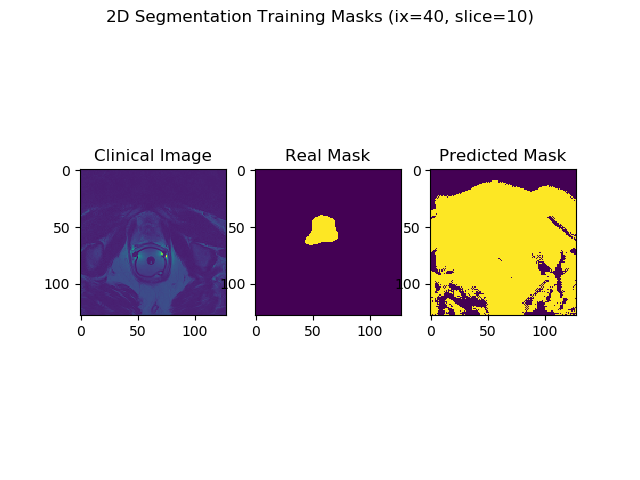 2D Segmentation Training Masks (ix=40, slice=10)
Clinical Image Real Mask Predicted Mask
0 0 0
50 50 50
100 100 100
0 100 0 50 100 0 50 100